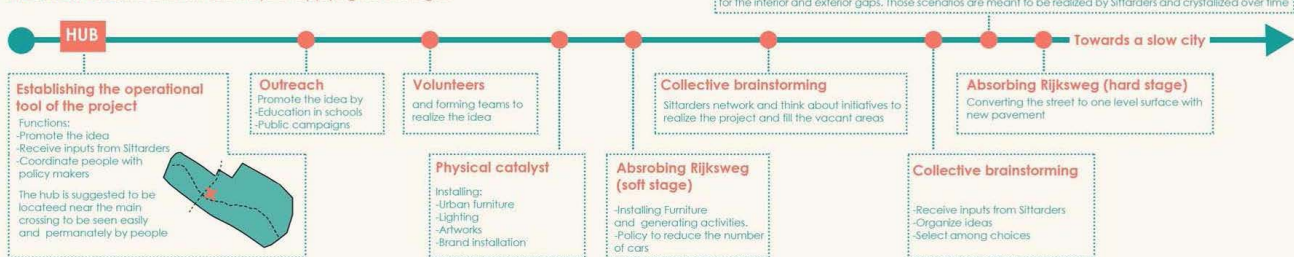 for the interior and exterior gaps. Those scenarios are meant to be realized by Sittarders and crystallized over time
HUB
Towards a slow city
Establishing the operational
tool of the project
Functions:
-Promote the idea
-Receive inputs from Sittarders
-Coordinate people with
policy makers
The hub is suggested to be
locateed near the main
crossing to be seen easily
and permanately by people
Outreach
Promote the idea by
-Education in schools
-Public campaigns
Volunteers
and forming teams to
realize the idea
Physical catalyst
Installing:
-Urban furniture
-Lighting
-Artworks
-Brand installation
Absrobing Rijksweg
(soft stage)
-Installing Furniture
and generating activities.
-Policy to reduce the number
of cars
Collective brainstorming
Sittarders network and think about initiatives to
realize the project and fill the vacant areas
Collective brainstorming
-Receive inputs from Sittarders
-Organize ideas
-Select among choices
Absorbing Rijksweg (hard stage)
Converting the street to one level surface with
new pavement